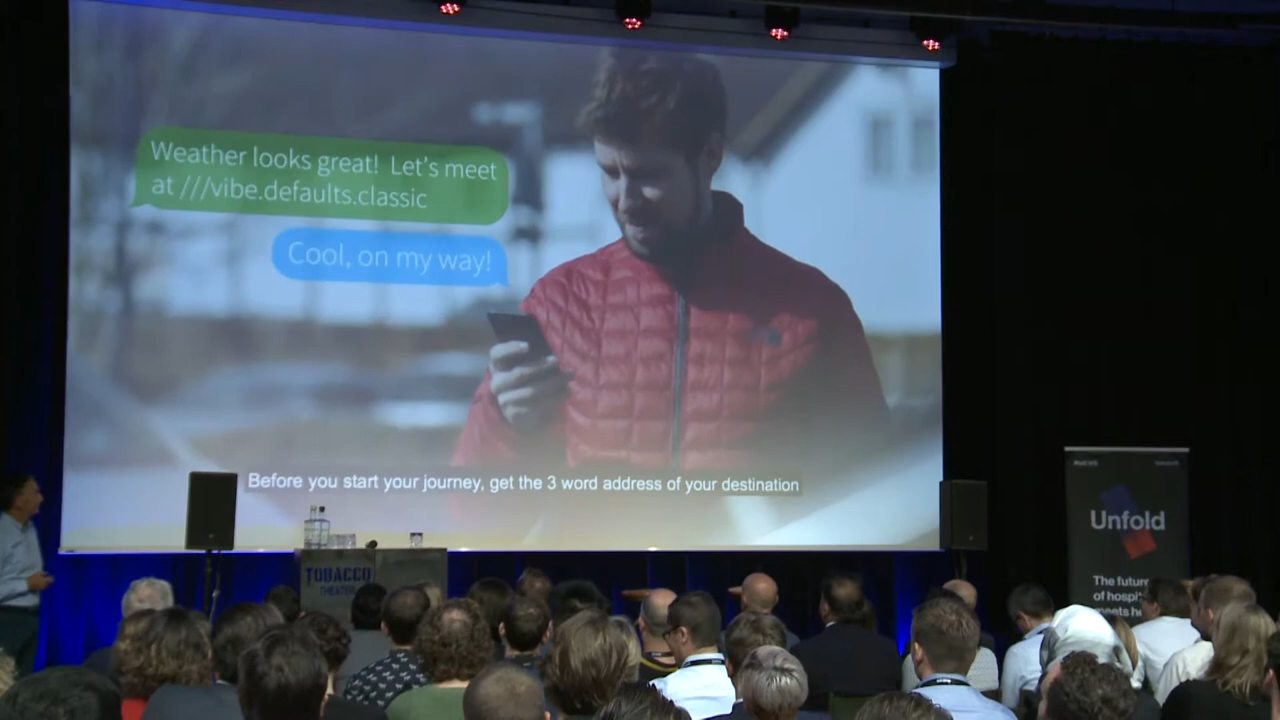 Weather looks great! Let's meet
at ///vibe.defaults.classic
Cool, on my way!
Before you start your journey, get the 3 word address of your destination
TOBACCO
THEATER
Unfold
The future
of hospit
meets h